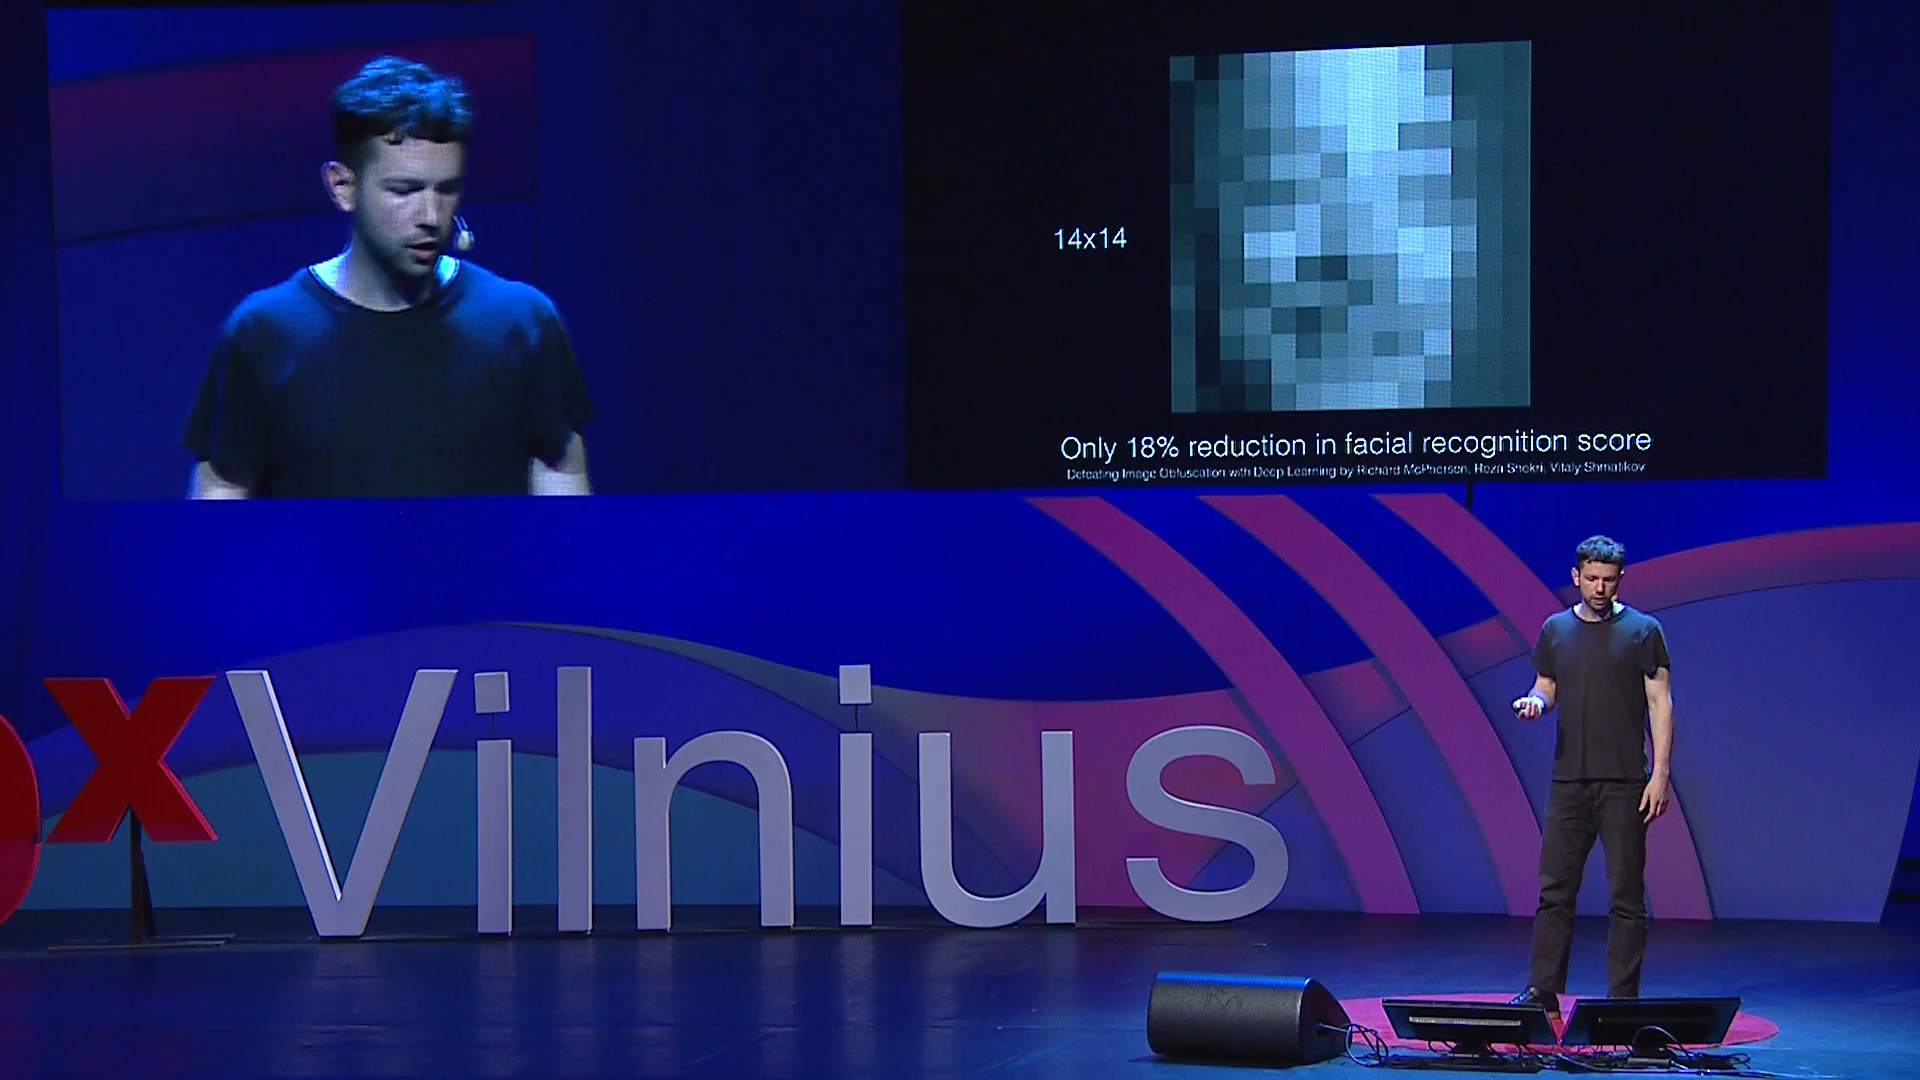 14x14
Only 18% reduction in facial recognition score
Defeating Image Obfuscation with Deep Learning by Richard McPherson, Reza Shokri, Vitaly Shmatikov
xVilnius